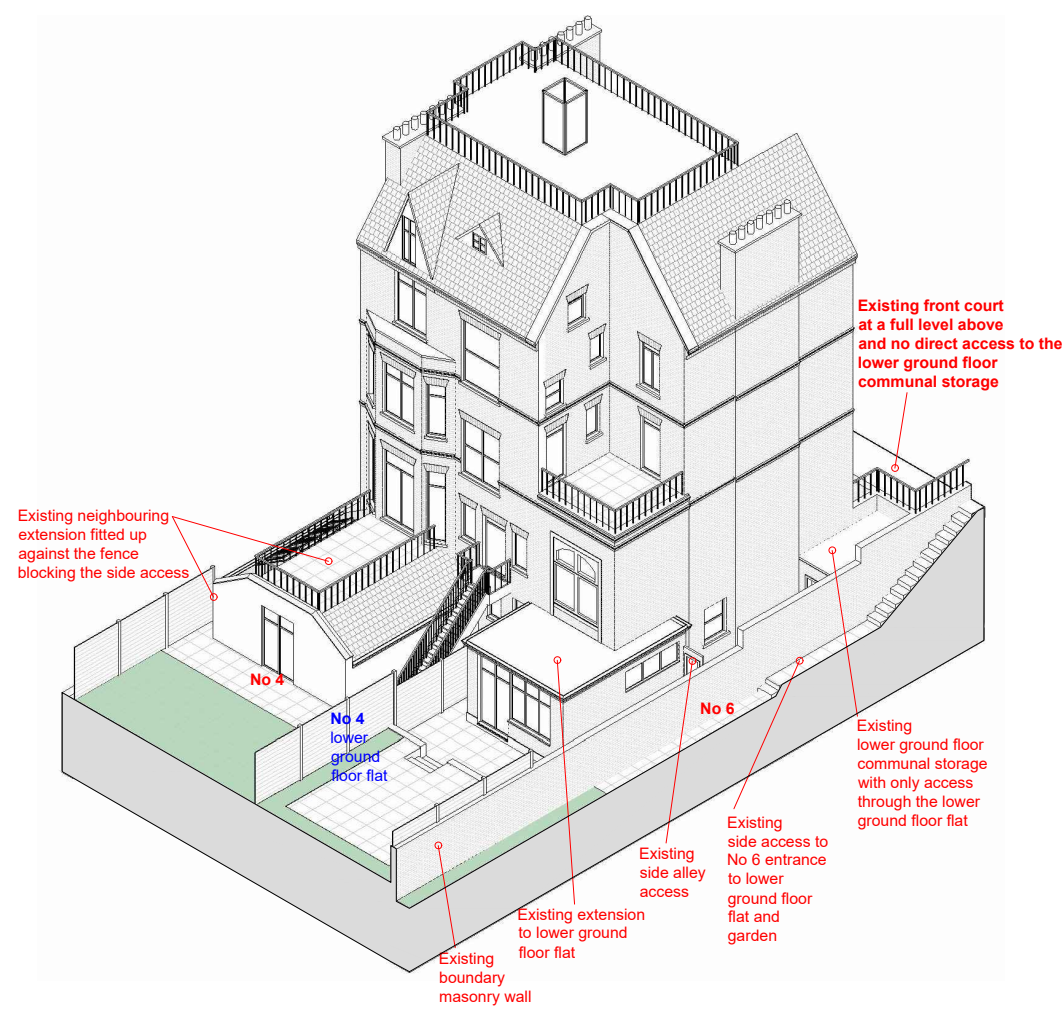 Existing front court
at a full level above
and no direct access to the
lower ground floor
communal storage
Existing neighbouring
extension fitted up
against the fence
blocking the side access
No 4
No 4
lower
ground
floor flat
No 6
Existing
lower ground floor
communal storage
with only access
through the lower
ground floor flat
Existing
side access to
No 6 entrance
to lower
ground floor
flat and
garden
Existing
side alley
access
Existing extension
to lower ground
floor flat
Existing
boundary
masonry wall